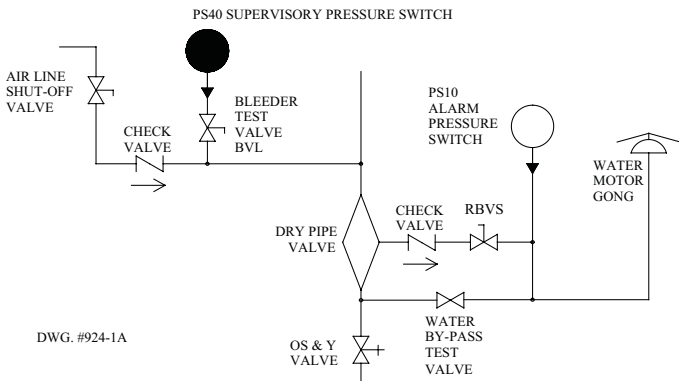 PS40 SUPERVISORY PRESSURE SWITCH
AIR LINE
SHUT-OFF
VALVE
BLEEDER
TEST
VALVE
BVL
CHECK
VALVE
PS10
ALARM
PRESSURE
SWITCH
WATER
MOTOR
GONG
DRY PIPE
VALVE
CHECK
VALVE
RBVS
DWG. #924-1A
OS & Y
VALVE
WATER
BY-PASS
TEST
VALVE